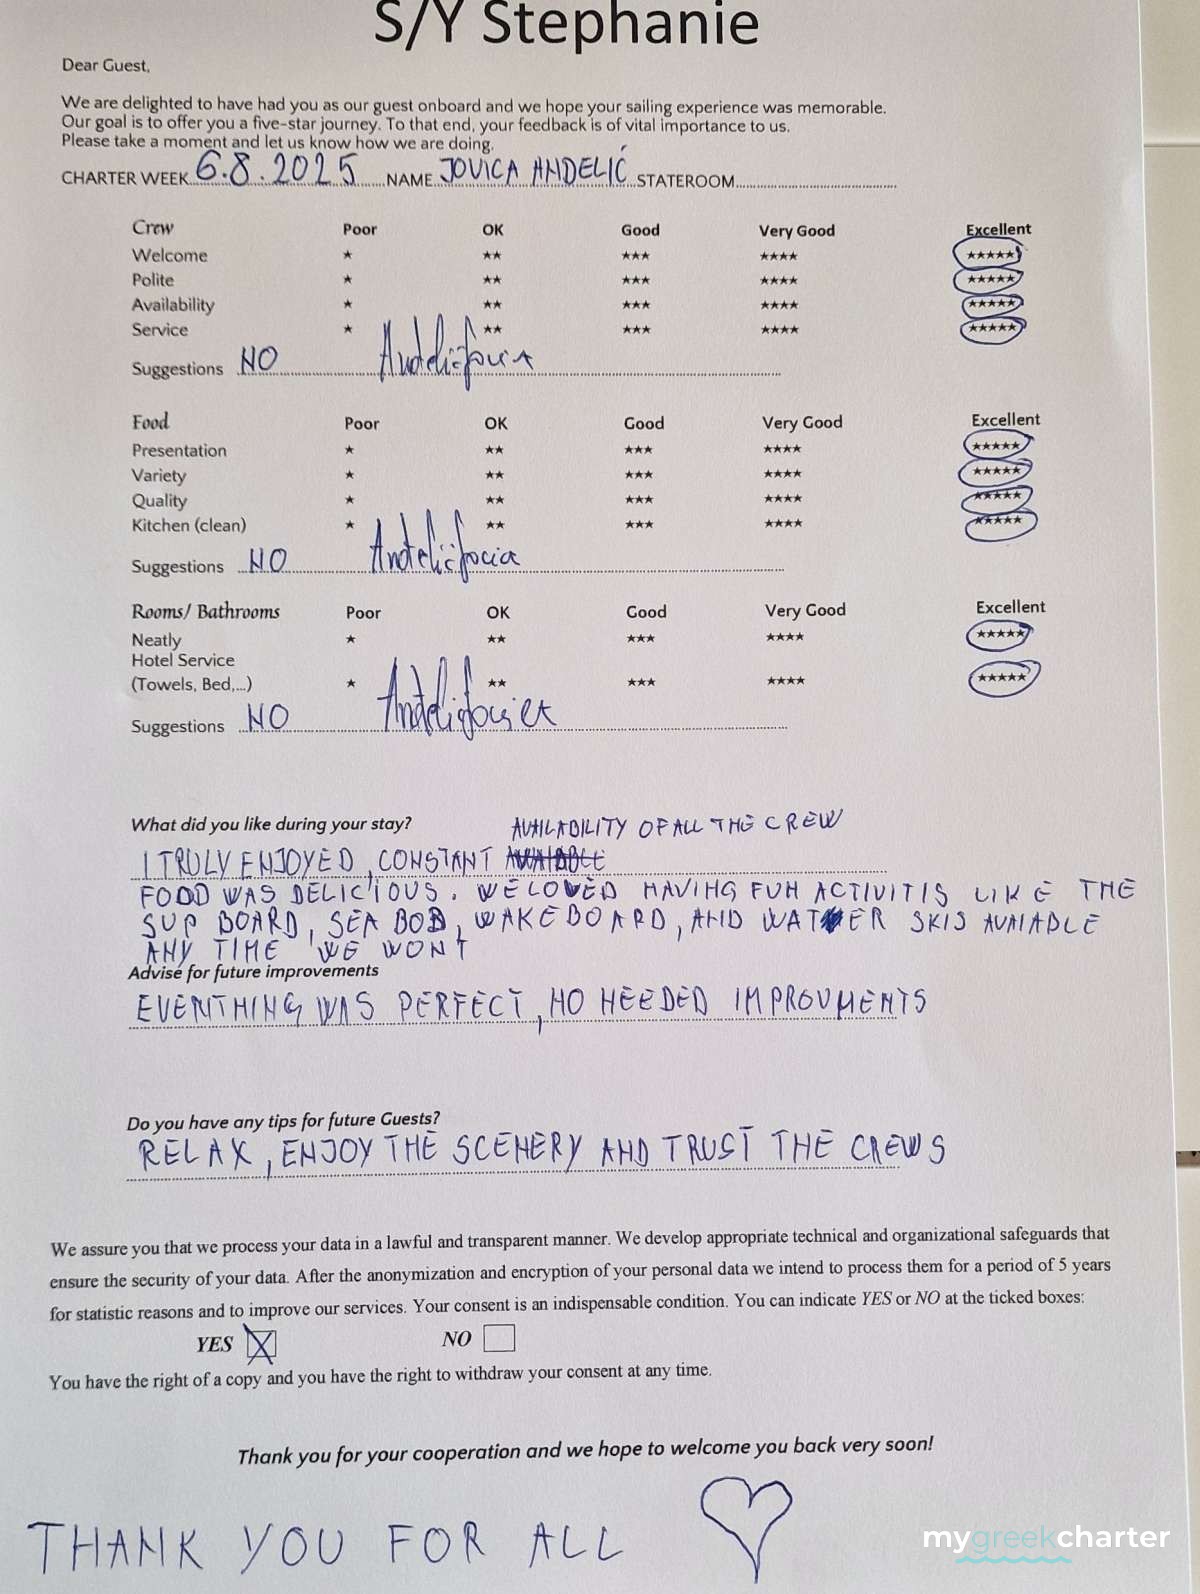 S/Y Stephanie
Dear Guest,
We are delighted to have had you as our guest onboard and we hope your sailing experience was memorable.
Our goal is to offer you a five-star journey. To that end, your feedback is of vital importance to us.
Please take a moment and let us know how we are doing.
CHARTER WEEK 6.8.2025 NAME JOVICA ANDELIĆ STATEROOM
Crew Poor OK Good Very Good Excellent
Welcome ★ ★★ ★★★ ★★★★ ★★★★★
Polite ★ ★★ ★★★ ★★★★ ★★★★★
Availability ★ ★★ ★★★ ★★★★ ★★★★★
Service ★ ★★ ★★★ ★★★★ ★★★★★
Suggestions NO
Food Poor OK Good Very Good Excellent
Presentation ★ ★★ ★★★ ★★★★ ★★★★★
Variety ★ ★★ ★★★ ★★★★ ★★★★★
Quality ★ ★★ ★★★ ★★★★ ★★★★★
Kitchen (clean) ★ ★★ ★★★ ★★★★ ★★★★★
Suggestions NO
Rooms/ Bathrooms Poor OK Good Very Good Excellent
Neatly ★ ★★ ★★★ ★★★★ ★★★★★
Hotel Service
(Towels, Bed,...) ★ ★★ ★★★ ★★★★ ★★★★★
Suggestions NO
What did you like during your stay?
AVAILABILITY OF ALL THE CREW
I TRULY ENJOYED, CONSTANT
FOOD WAS DELICIOUS. WE LOVED HAVING FUN ACTIVITIS LIKE THE
SUP BOARD, SEA BOB, WAKE BOARD, AND WATER SKIS AVAIABLE
ANY TIME WE WONT
Advise for future improvements
EVERITHING WAS PERFECT, NO NEEDED IMPROVMENTS
Do you have any tips for future Guests?
RELAX, ENJOY THE SCENERY AND TRUST THE CREWS
We assure you that we process your data in a lawful and transparent manner. We develop appropriate technical and organizational safeguards that
ensure the security of your data. After the anonymization and encryption of your personal data we intend to process them for a period of 5 years
for statistic reasons and to improve our services. Your consent is an indispensable condition. You can indicate YES or NO at the ticked boxes:
YES X NO
You have the right of a copy and you have the right to withdraw your consent at any time.
Thank you for your cooperation and we hope to welcome you back very soon!
THANK YOU FOR ALL
mygreekcharter